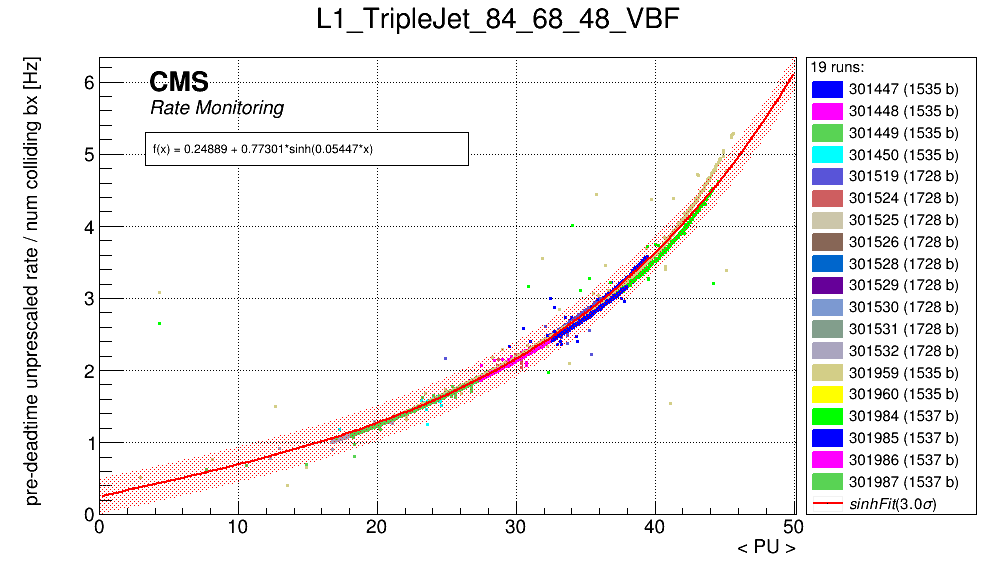 L1_TripleJet_84_68_48_VBF
pre-deadtime unprescaled rate / num colliding bx [Hz]
CMS
Rate Monitoring
f(x) = 0.24889 + 0.77301*sinh(0.05447*x)
6
5
4
3
2
1
0
0 10 20 30 40 50
< PU >
19 runs:
301447 (1535 b)
301448 (1535 b)
301449 (1535 b)
301450 (1535 b)
301519 (1728 b)
301524 (1728 b)
301525 (1728 b)
301526 (1728 b)
301528 (1728 b)
301529 (1728 b)
301530 (1728 b)
301531 (1728 b)
301532 (1728 b)
301959 (1535 b)
301960 (1535 b)
301984 (1537 b)
301985 (1537 b)
301986 (1537 b)
301987 (1537 b)
sinhFit(3.0σ)